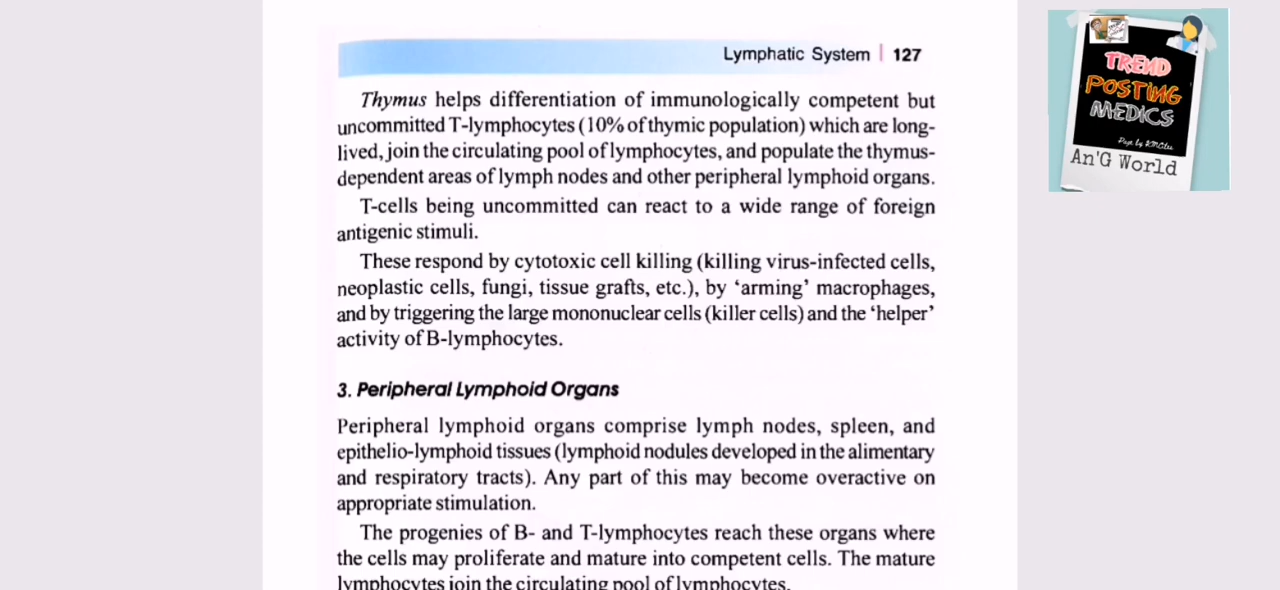 Lymphatic System | 127
Thymus helps differentiation of immunologically competent but
uncommitted T-lymphocytes (10% of thymic population) which are long-
lived, join the circulating pool of lymphocytes, and populate the thymus-
dependent areas of lymph nodes and other peripheral lymphoid organs.
T-cells being uncommitted can react to a wide range of foreign
antigenic stimuli.
These respond by cytotoxic cell killing (killing virus-infected cells,
neoplastic cells, fungi, tissue grafts, etc.), by ‘arming’ macrophages,
and by triggering the large mononuclear cells (killer cells) and the ‘helper’
activity of B-lymphocytes.
3. Peripheral Lymphoid Organs
Peripheral lymphoid organs comprise lymph nodes, spleen, and
epithelio-lymphoid tissues (lymphoid nodules developed in the alimentary
and respiratory tracts). Any part of this may become overactive on
appropriate stimulation.
The progenies of B- and T-lymphocytes reach these organs where
the cells may proliferate and mature into competent cells. The mature
lymphocytes join the circulating pool of lymphocytes.
TREND
POSTING
MEDICS
Page by
An'G World